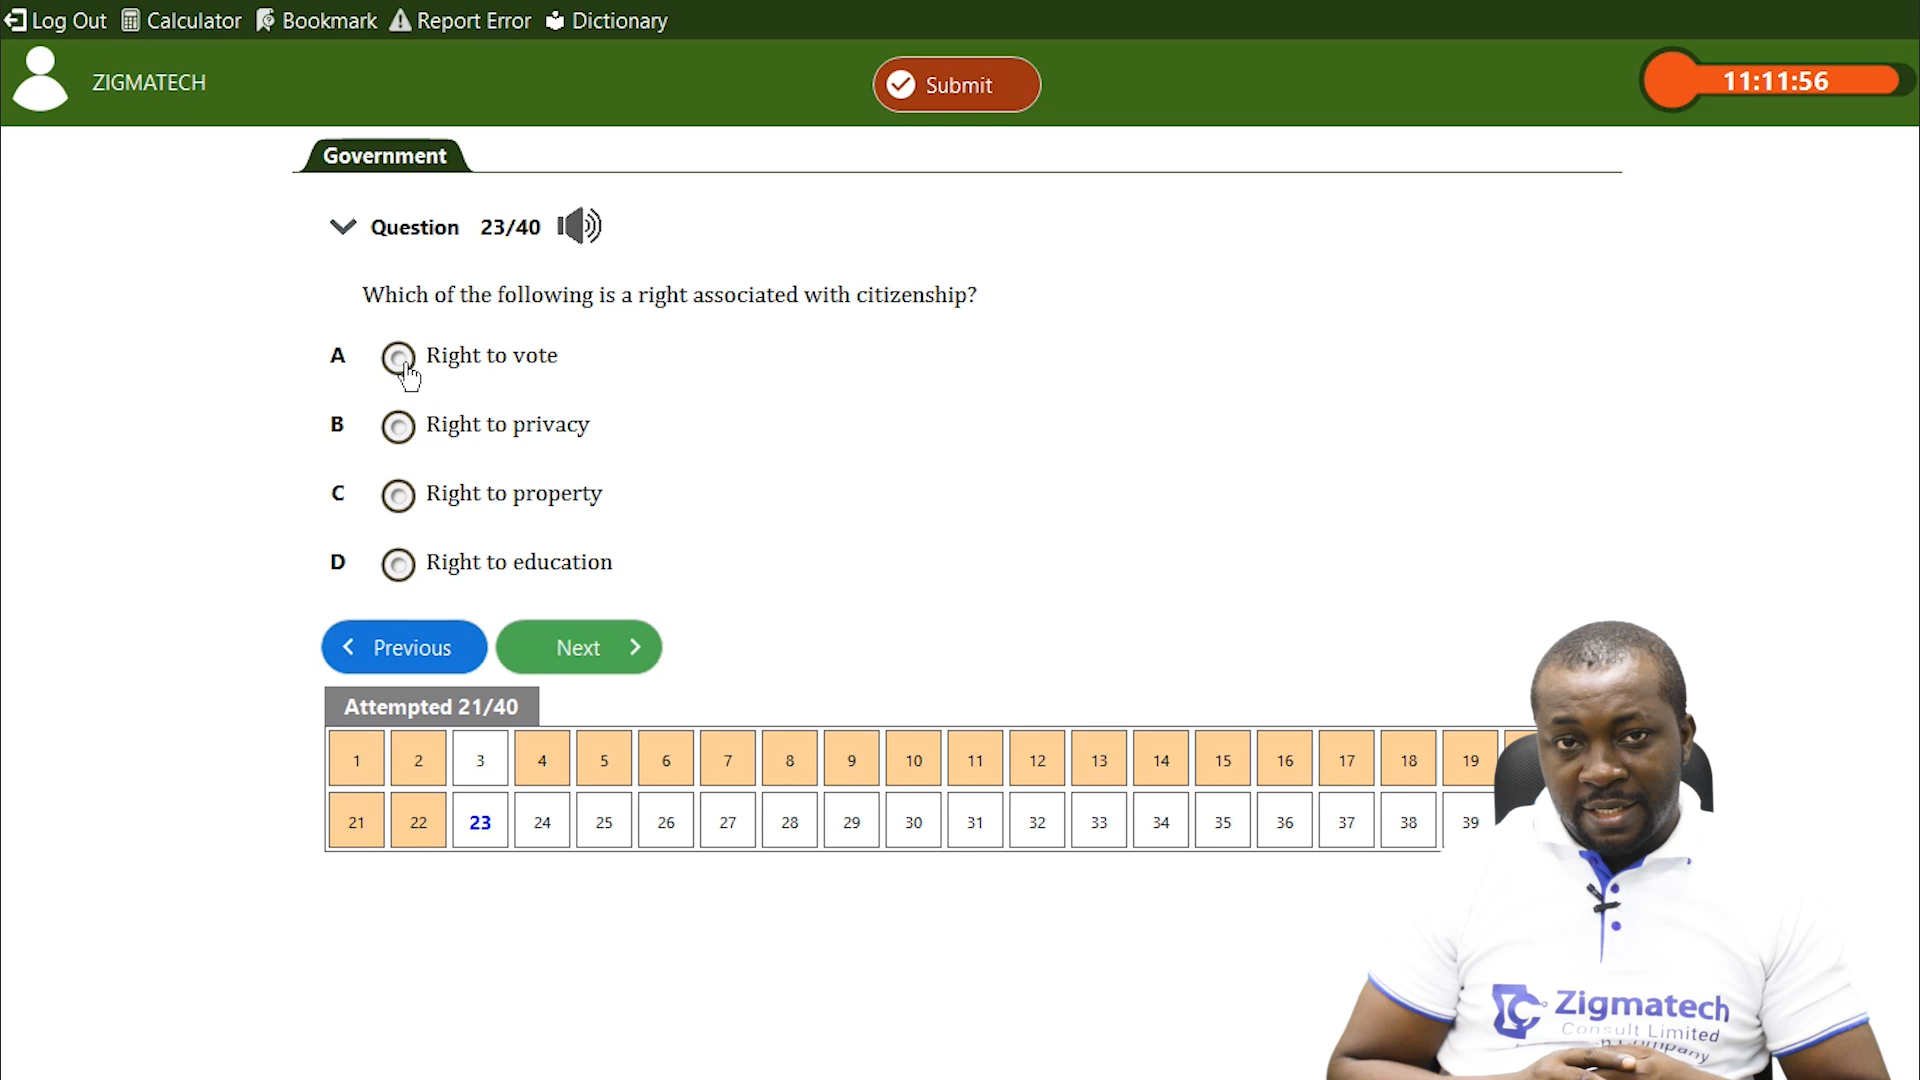 Log Out Calculator Bookmark Report Error Dictionary
ZIGMATECH
Submit
11:11:56
Government
Question 23/40
Which of the following is a right associated with citizenship?
A Right to vote
B Right to privacy
C Right to property
D Right to education
Previous Next
Attempted 21/40
1 2 3 4 5 6 7 8 9 10 11 12 13 14 15 16 17 18 19
21 22 23 24 25 26 27 28 29 30 31 32 33 34 35 36 37 38 39
Zigmatech
Consult Limited
Company